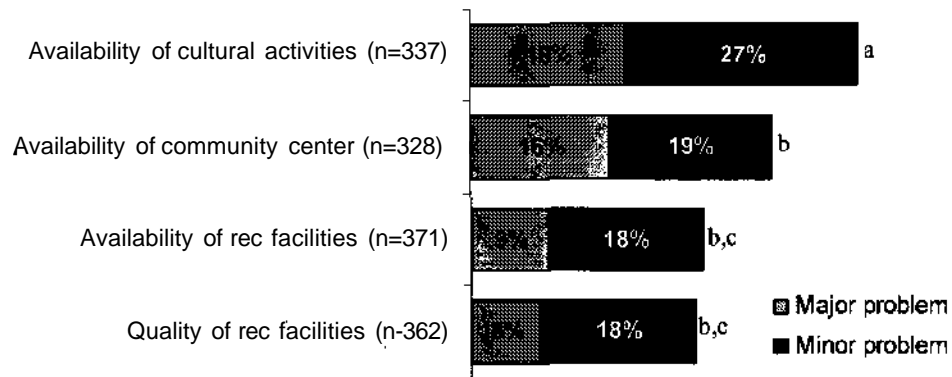 Availability of cultural activities (n=337) 27% a
Availability of community center (n=328) 16% 19% b
Availability of rec facilities (n=371) 18% b,c
Quality of rec facilities (n-362) 18% b,c
Major problem
Minor problem